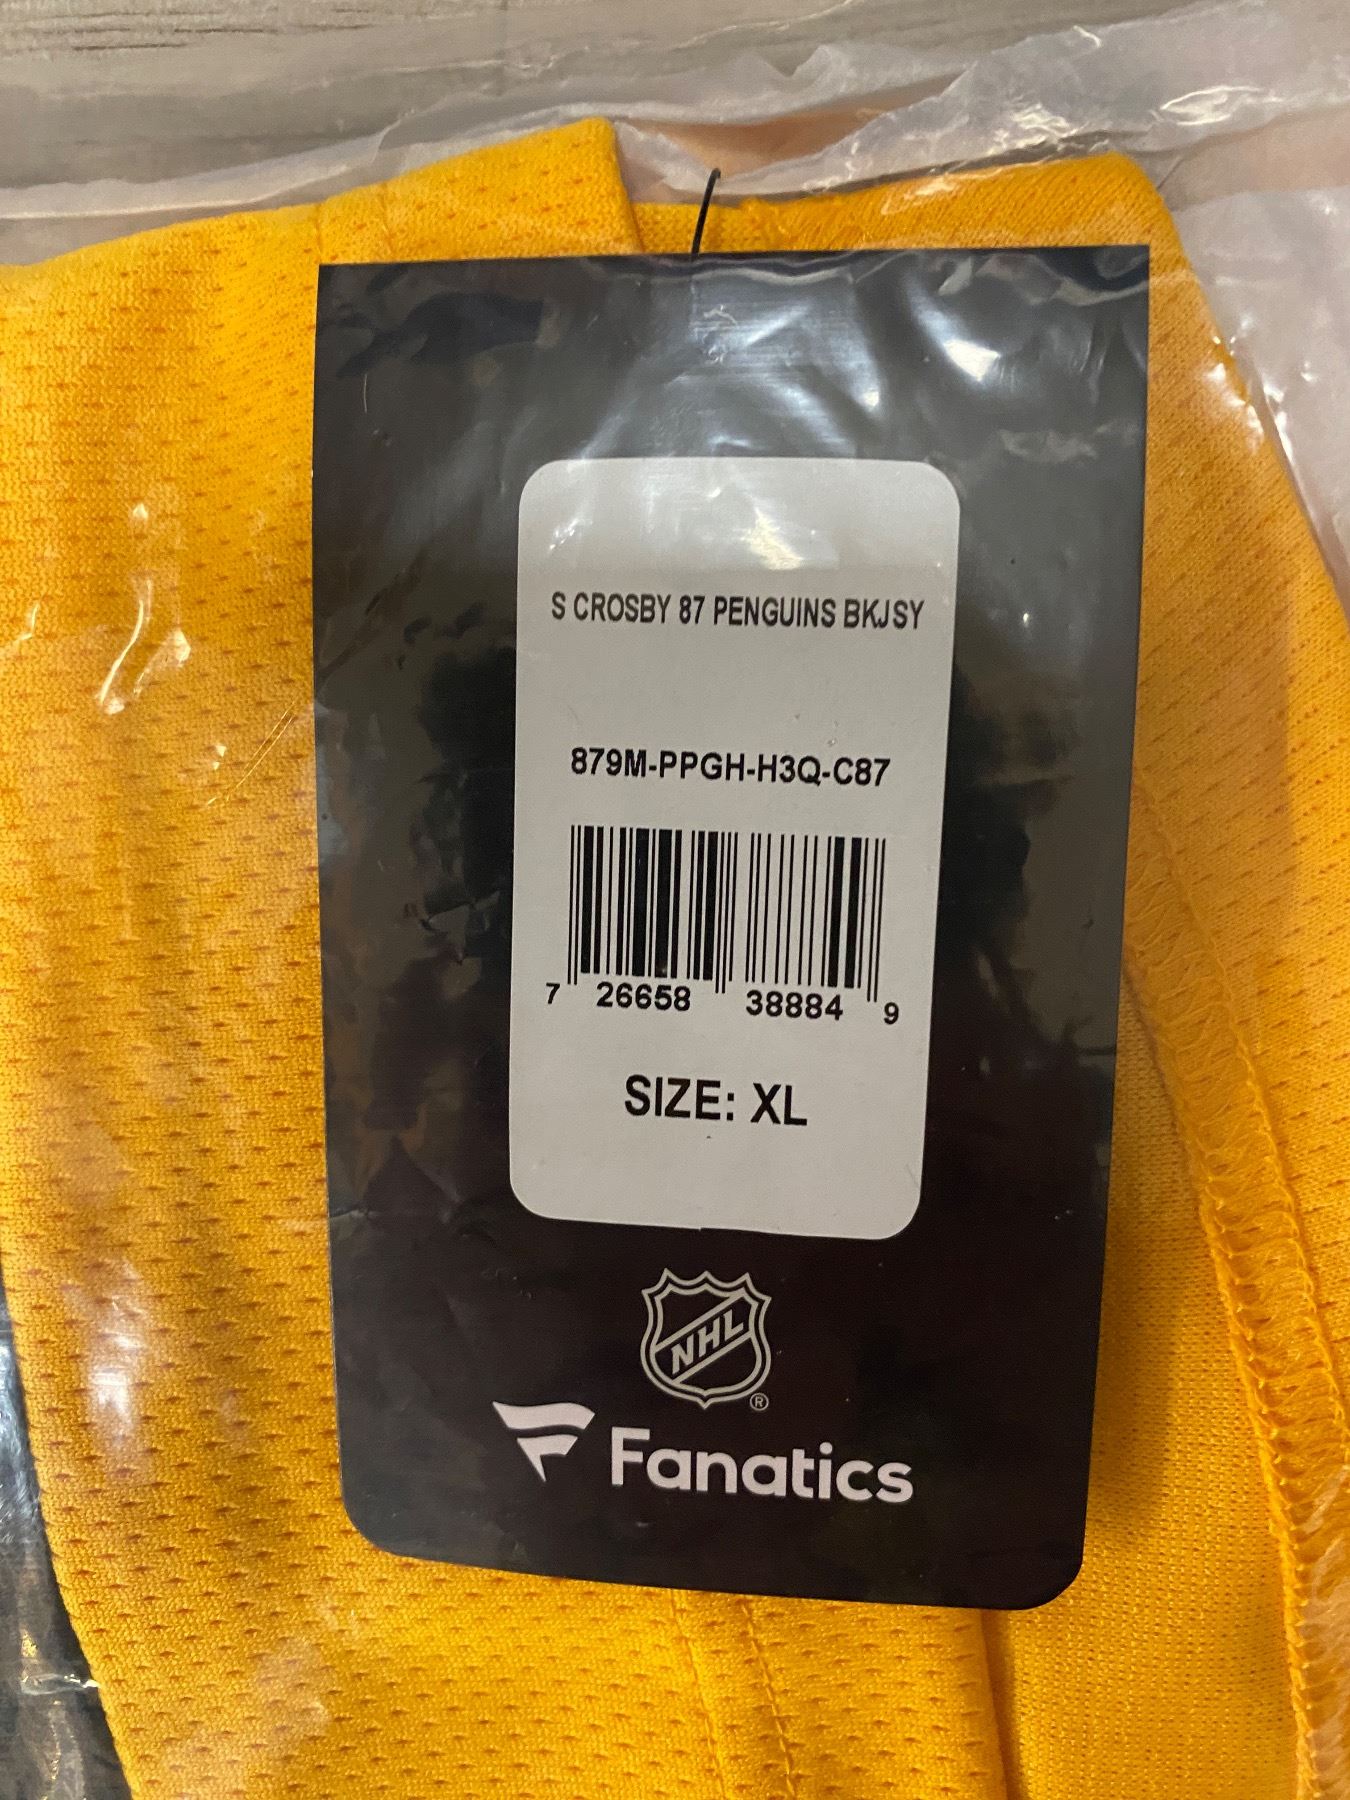 S CROSBY 87 PENGUINS BKJSY
879M-PPGH-H3Q-C87
7 26658 38884 9
SIZE: XL
NHL ®
Fanatics